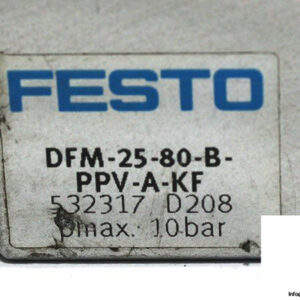 FESTO
DFM-25-80-B-
PPV-A-KF
532317 D208
pmax. 10bar